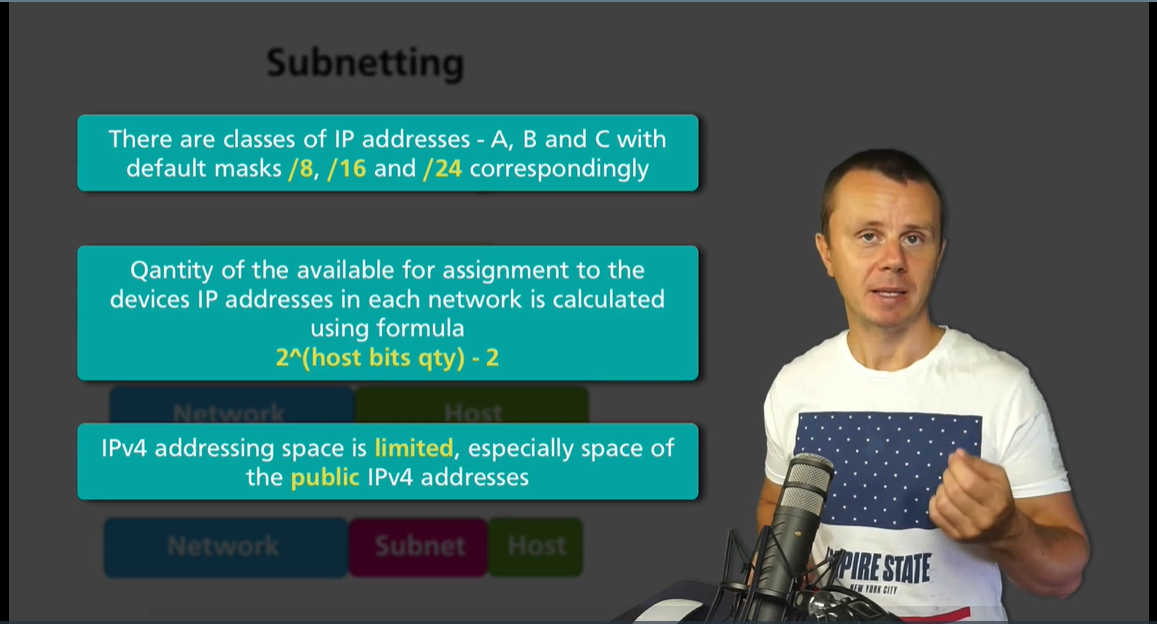 Subnetting
There are classes of IP addresses - A, B and C with
default masks /8, /16 and /24 correspondingly
Qantity of the available for assignment to the
devices IP addresses in each network is calculated
using formula
2^(host bits qty) - 2
Network Host
IPv4 addressing space is limited, especially space of
the public IPv4 addresses
Network Subnet Host
PIRE STATE
NEW YORK CITY